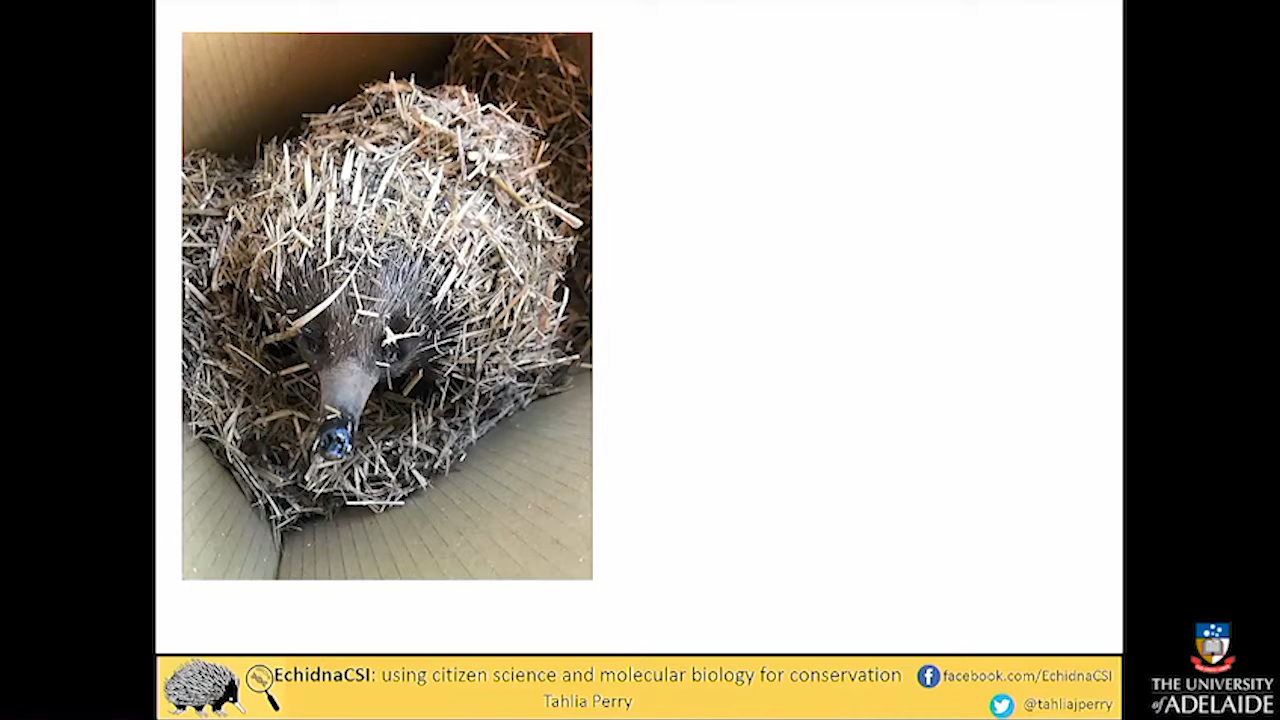 EchidnaCSI: using citizen science and molecular biology for conservation
Tahlia Perry
facebook.com/EchidnaCSI
@tahliajperry
THE UNIVERSITY
of ADELAIDE